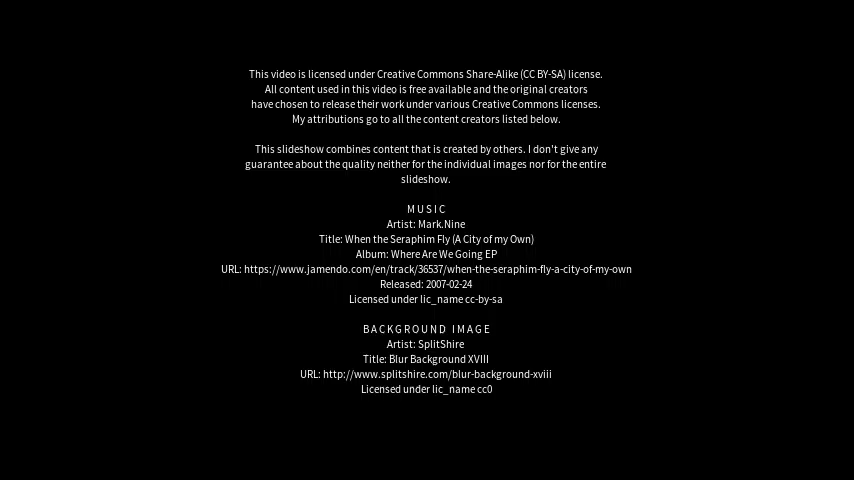 This video is licensed under Creative Commons Share-Alike (CC BY-SA) license.
All content used in this video is free available and the original creators
have chosen to release their work under various Creative Commons licenses.
My attributions go to all the content creators listed below.
This slideshow combines content that is created by others. I don't give any
guarantee about the quality neither for the individual images nor for the entire
slideshow.
MUSIC
Artist: Mark.Nine
Title: When the Seraphim Fly (A City of my Own)
Album: Where Are We Going EP
URL: https://www.jamendo.com/en/track/36537/when-the-seraphim-fly-a-city-of-my-own
Released: 2007-02-24
Licensed under lic_name cc-by-sa
BACKGROUND IMAGE
Artist: SplitShire
Title: Blur Background XVIII
URL: http://www.splitshire.com/blur-background-xviii
Licensed under lic_name cc0